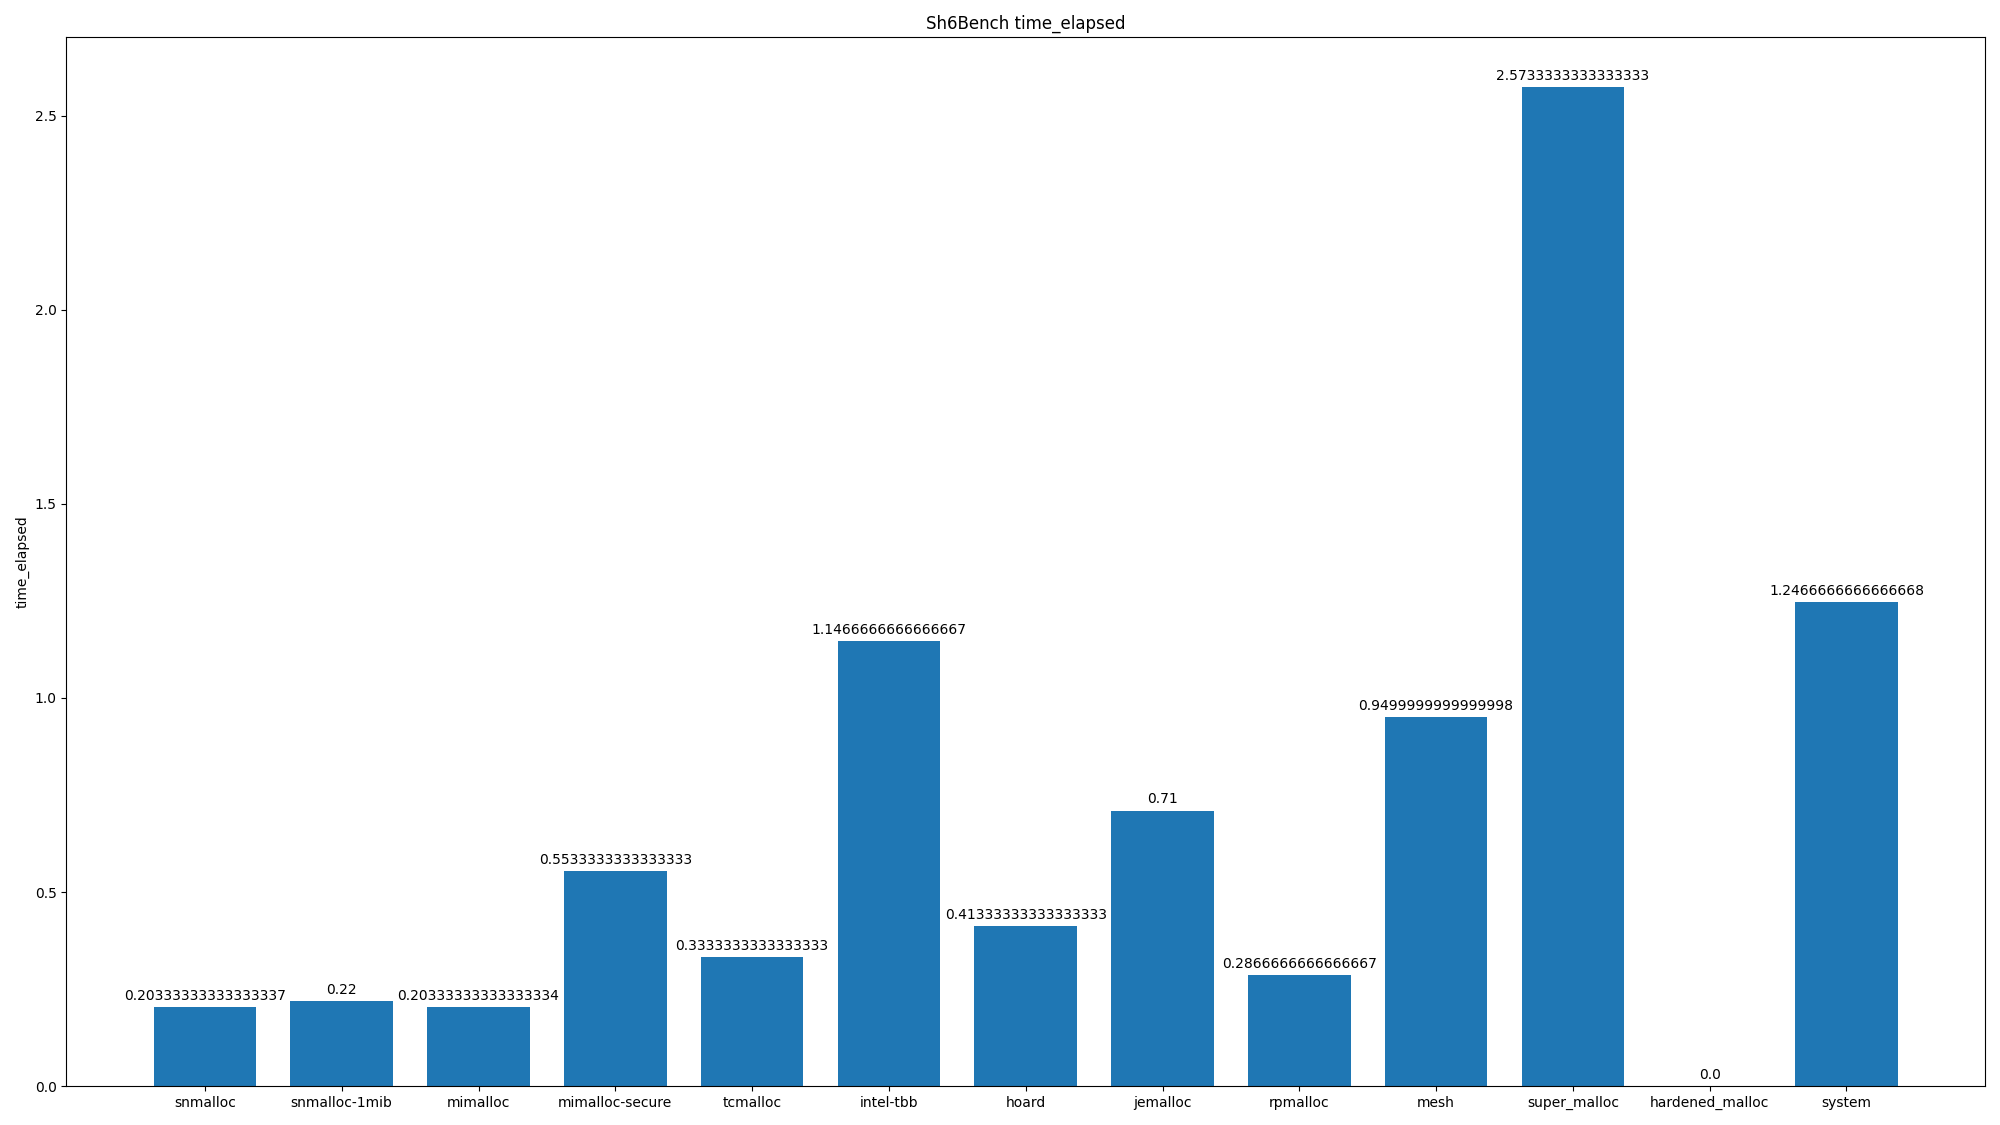 Sh6Bench time_elapsed
time_elapsed
2.5
2.0
1.5
1.0
0.5
0.0
0.20333333333333337
0.22
0.20333333333333334
0.5533333333333333
0.3333333333333333
1.1466666666666667
0.41333333333333333
0.71
0.2866666666666667
0.9499999999999998
2.5733333333333333
0.0
1.2466666666666668
snmalloc
snmalloc-1mib
mimalloc
mimalloc-secure
tcmalloc
intel-tbb
hoard
jemalloc
rpmalloc
mesh
super_malloc
hardened_malloc
system